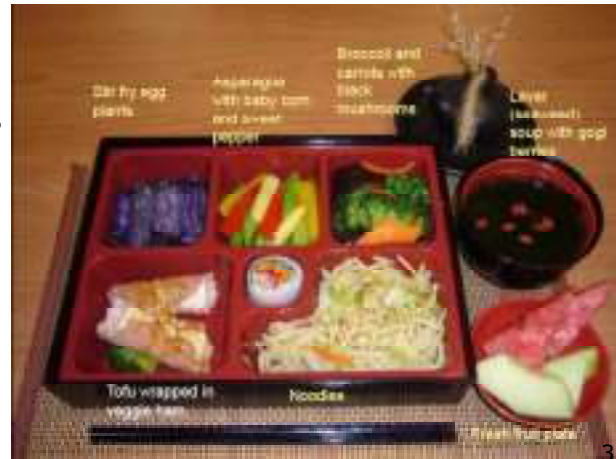 Stir fry egg
plants
Asparagus
with baby corn
and sweet
pepper
Broccoli and
carrots with
black
mushrooms
Laver
(seaweed)
soup with gogi
berries
Tofu wrapped in
veggie ham
Noodles
Fresh fruit plate
3